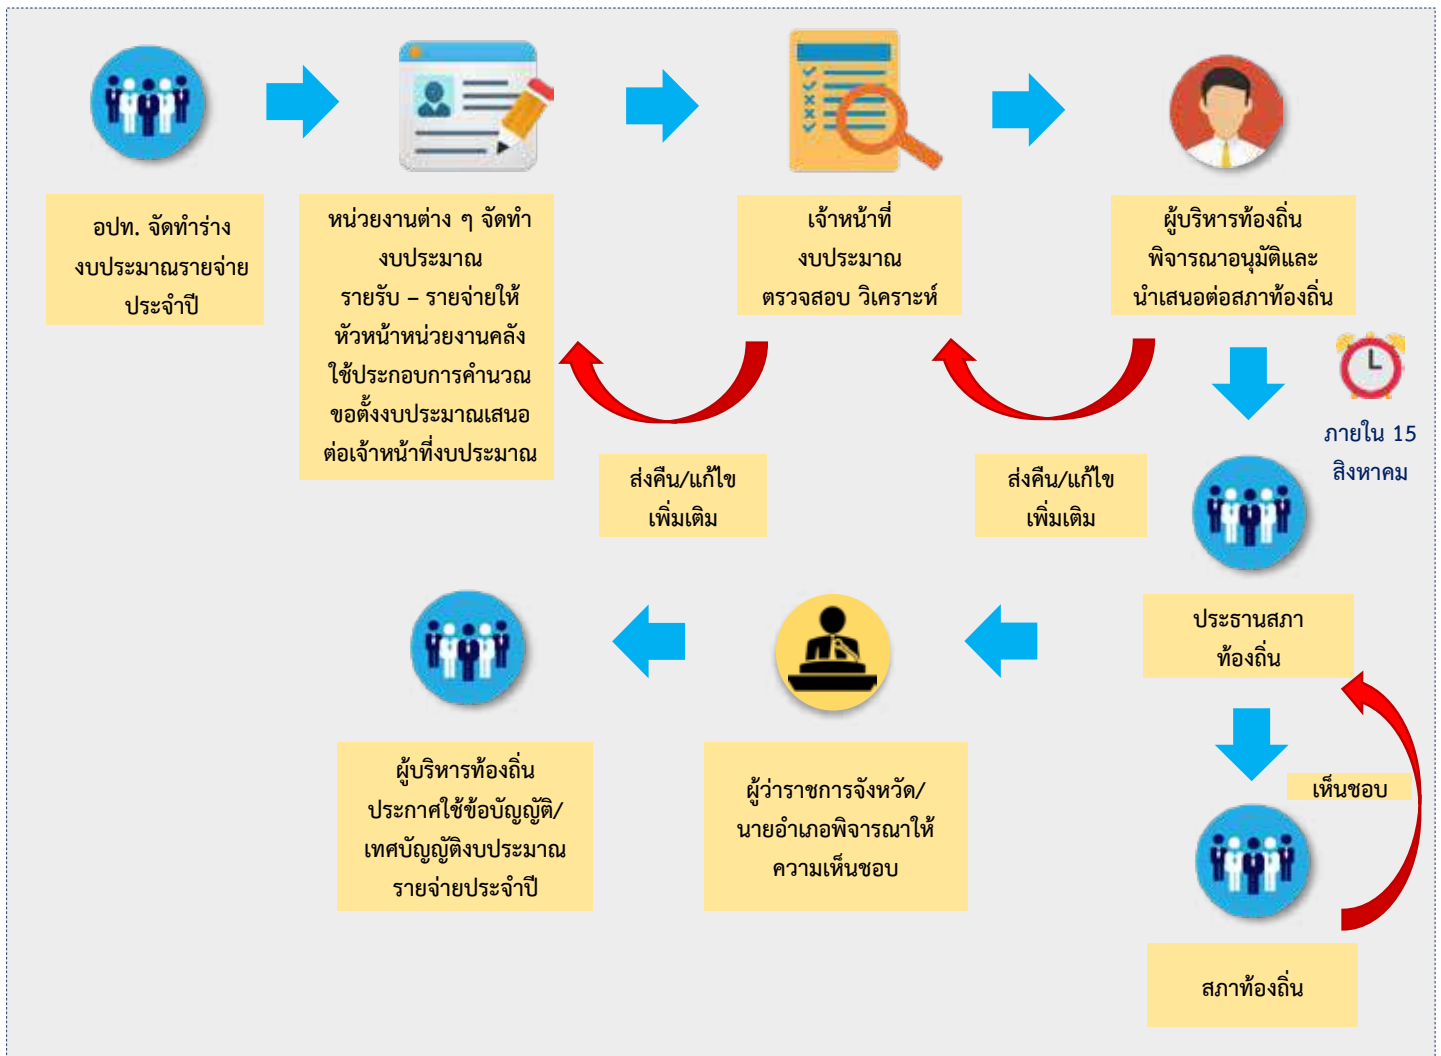 อปท. จัดทำร่าง
งบประมาณรายจ่าย
ประจำปี
หน่วยงานต่าง ๆ จัดทำ
งบประมาณ
รายรับ – รายจ่ายให้
หัวหน้าหน่วยงานคลัง
ใช้ประกอบการคำนวณ
ขอตั้งงบประมาณเสนอ
ต่อเจ้าหน้าที่งบประมาณ
เจ้าหน้าที่
งบประมาณ
ตรวจสอบ วิเคราะห์
ผู้บริหารท้องถิ่น
พิจารณาอนุมัติและ
นำเสนอต่อสภาท้องถิ่น
ส่งคืน/แก้ไข
เพิ่มเติม
ส่งคืน/แก้ไข
เพิ่มเติม
ภายใน 15
สิงหาคม
ประธานสภา
ท้องถิ่น
เห็นชอบ
สภาท้องถิ่น
ผู้ว่าราชการจังหวัด/
นายอำเภอพิจารณาให้
ความเห็นชอบ
ผู้บริหารท้องถิ่น
ประกาศใช้ข้อบัญญัติ/
เทศบัญญัติงบประมาณ
รายจ่ายประจำปี